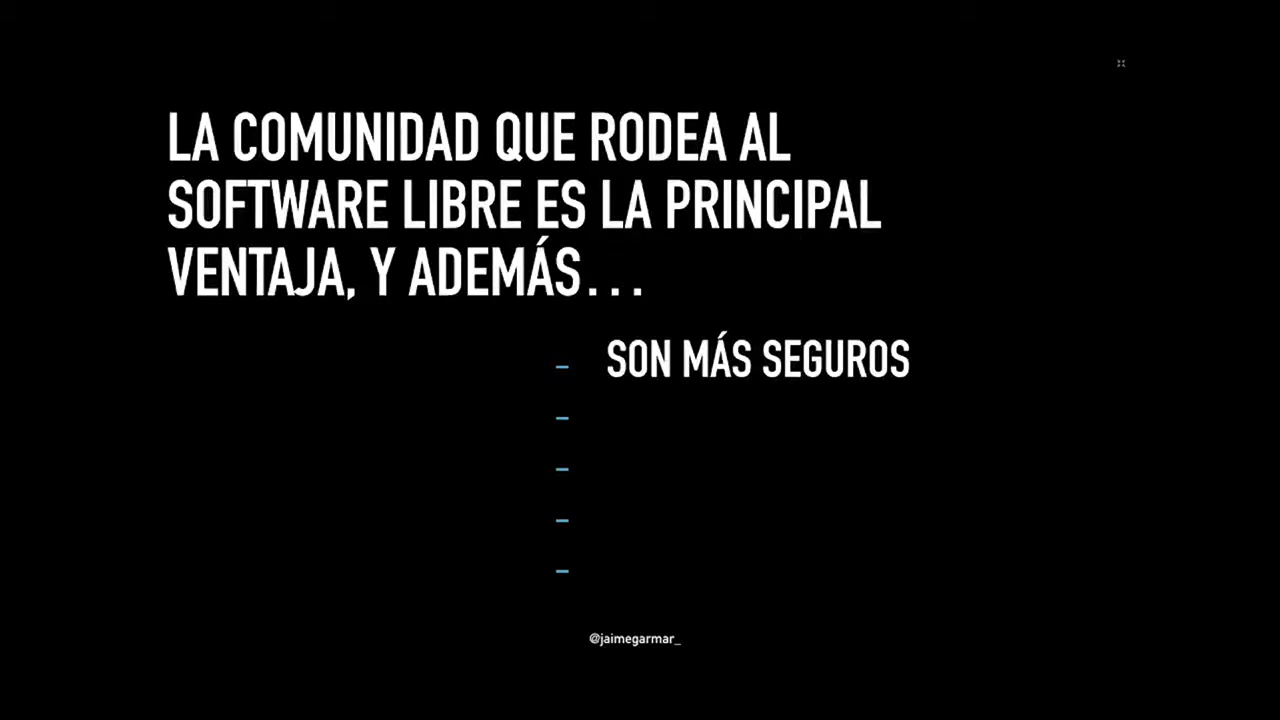 LA COMUNIDAD QUE RODEA AL
SOFTWARE LIBRE ES LA PRINCIPAL
VENTAJA, Y ADEMÁS...
– SON MÁS SEGUROS
–
–
–
–
@jaimegarmar_